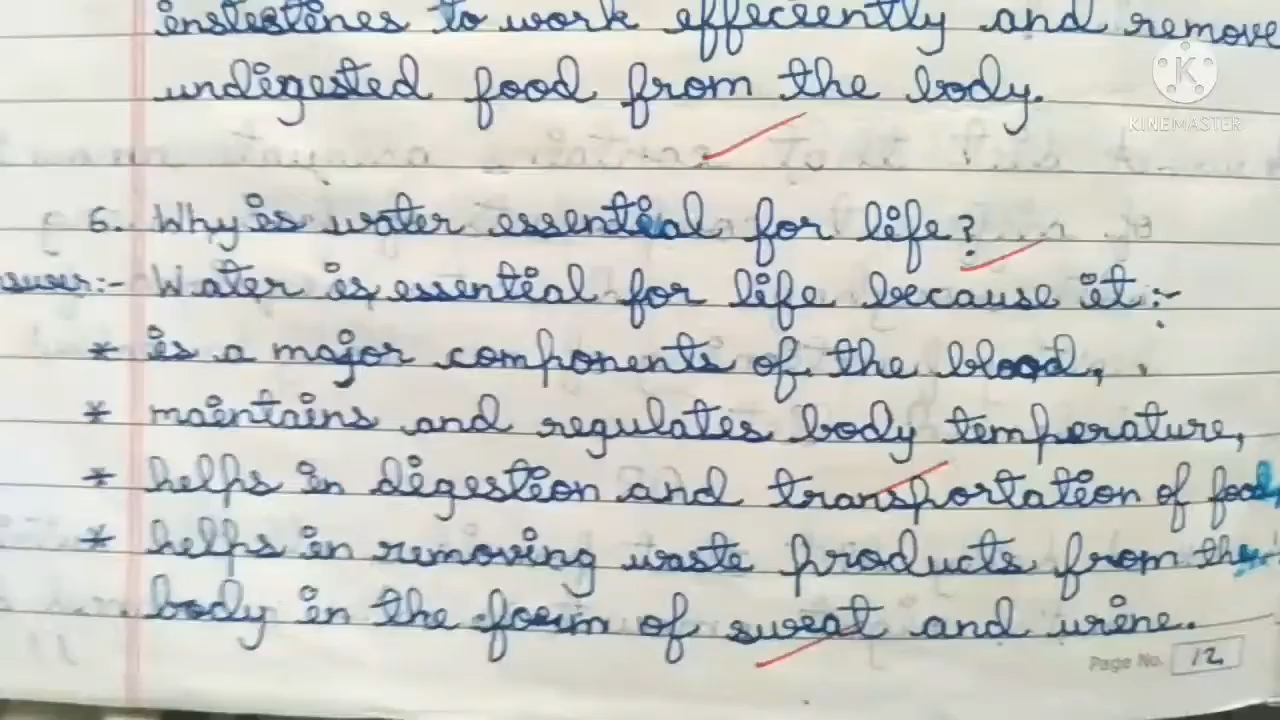 instestines to work effeciently and remove
undigested food from the body.
KINEMASTER
6. Why is water essential for life?
swer:- Water is essential for life because it:-
* is a major components of the blood,
* maintains and regulates body temperature,
* helps in digestion and transportation of food,
* helps in removing waste products from the
body in the form of sweat and urine.
Page No. 12